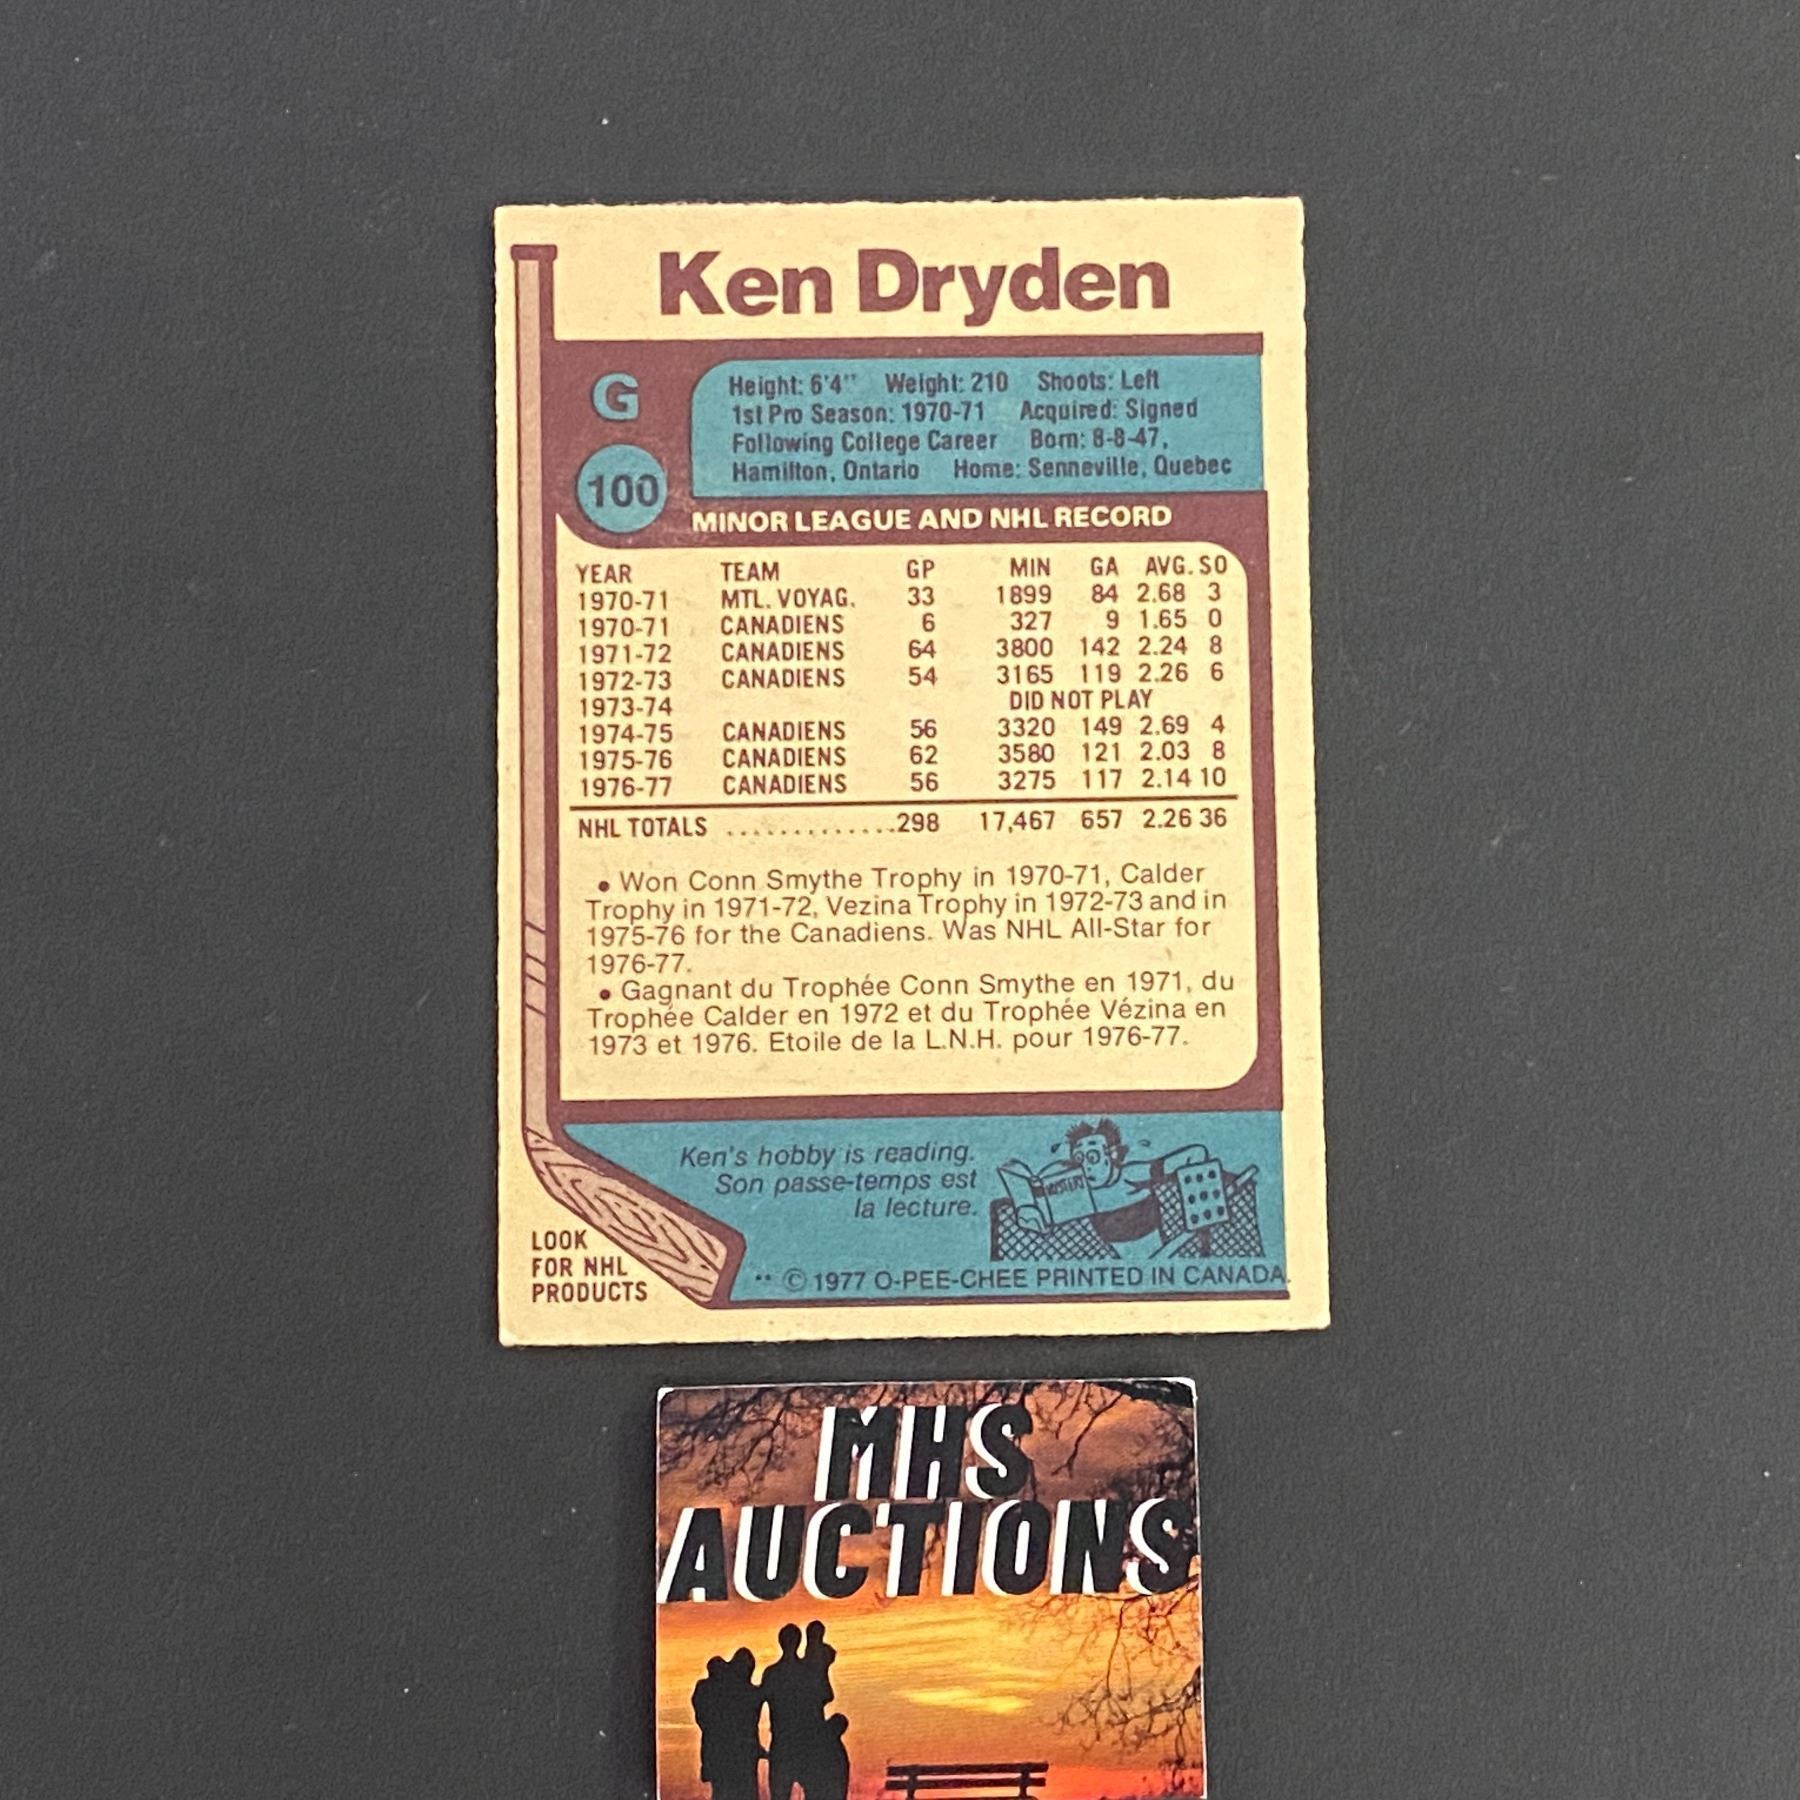 Ken Dryden
G
100
Height: 6'4" Weight: 210 Shoots: Left
1st Pro Season: 1970-71 Acquired: Signed
Following College Career Born: 8-8-47,
Hamilton, Ontario Home: Senneville, Quebec
MINOR LEAGUE AND NHL RECORD
YEAR TEAM GP MIN GA AVG. SO
1970-71 MTL. VOYAG. 33 1899 84 2.68 3
1970-71 CANADIENS 6 327 9 1.65 0
1971-72 CANADIENS 64 3800 142 2.24 8
1972-73 CANADIENS 54 3165 119 2.26 6
1973-74 DID NOT PLAY
1974-75 CANADIENS 56 3320 149 2.69 4
1975-76 CANADIENS 62 3580 121 2.03 8
1976-77 CANADIENS 56 3275 117 2.14 10
NHL TOTALS ..............298 17,467 657 2.26 36
• Won Conn Smythe Trophy in 1970-71, Calder
Trophy in 1971-72, Vezina Trophy in 1972-73 and in
1975-76 for the Canadiens. Was NHL All-Star for
1976-77.
• Gagnant du Trophée Conn Smythe en 1971, du
Trophée Calder en 1972 et du Trophée Vézina en
1973 et 1976. Etoile de la L.N.H. pour 1976-77.
Ken's hobby is reading.
Son passe-temps est
la lecture.
MYSTERY
LOOK
FOR NHL
PRODUCTS
** © 1977 O-PEE-CHEE PRINTED IN CANADA.
MHS
AUCTIONS